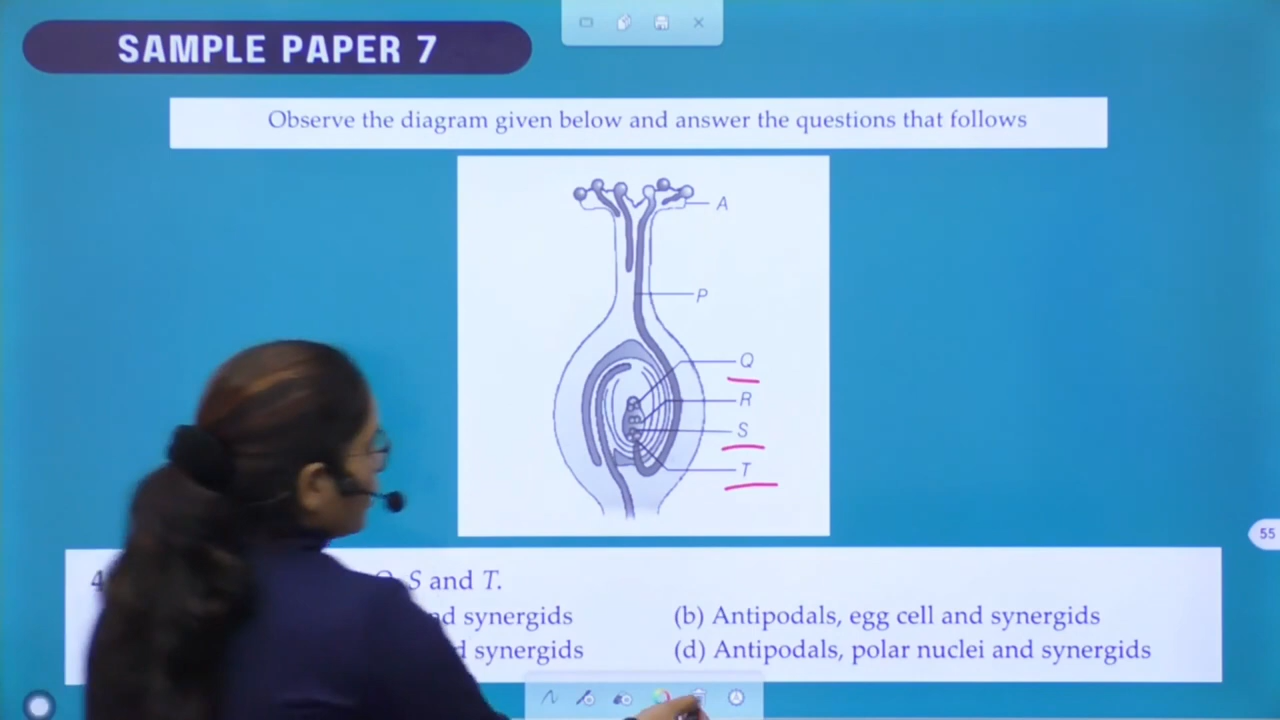 SAMPLE PAPER 7
Observe the diagram given below and answer the questions that follows
A
P
Q
R
S
T
55
4 S and T.
synergids
(b) Antipodals, egg cell and synergids
synergids
(d) Antipodals, polar nuclei and synergids